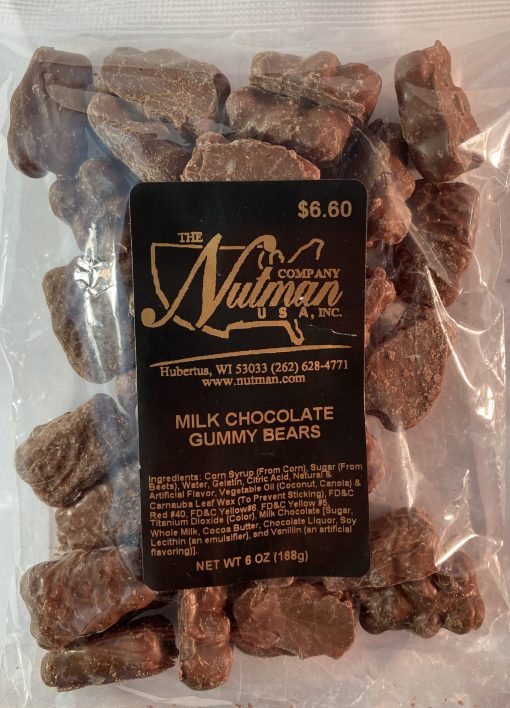 $6.60
THE
Nutman
COMPANY
USA, INC.
Hubertus, WI 53033 (262) 628-4771
www.nutman.com
MILK CHOCOLATE
GUMMY BEARS
Ingredients: Corn Syrup (From Corn), Sugar (From
Beets), Water, Gelatin, Citric Acid, Natural &
Artificial Flavor, Vegetable Oil (Coconut, Canola) &
Carnauba Leaf Wax (To Prevent Sticking), FD&C
Red #40, FD&C Yellow#6, FD&C Yellow #5,
Titanium Dioxide (Color), Milk Chocolate [Sugar,
Whole Milk, Cocoa Butter, Chocolate Liquor, Soy
Lecithin (an emulsifier), and Vanillin (an artificial
flavoring)].
NET WT 6 OZ (168g)